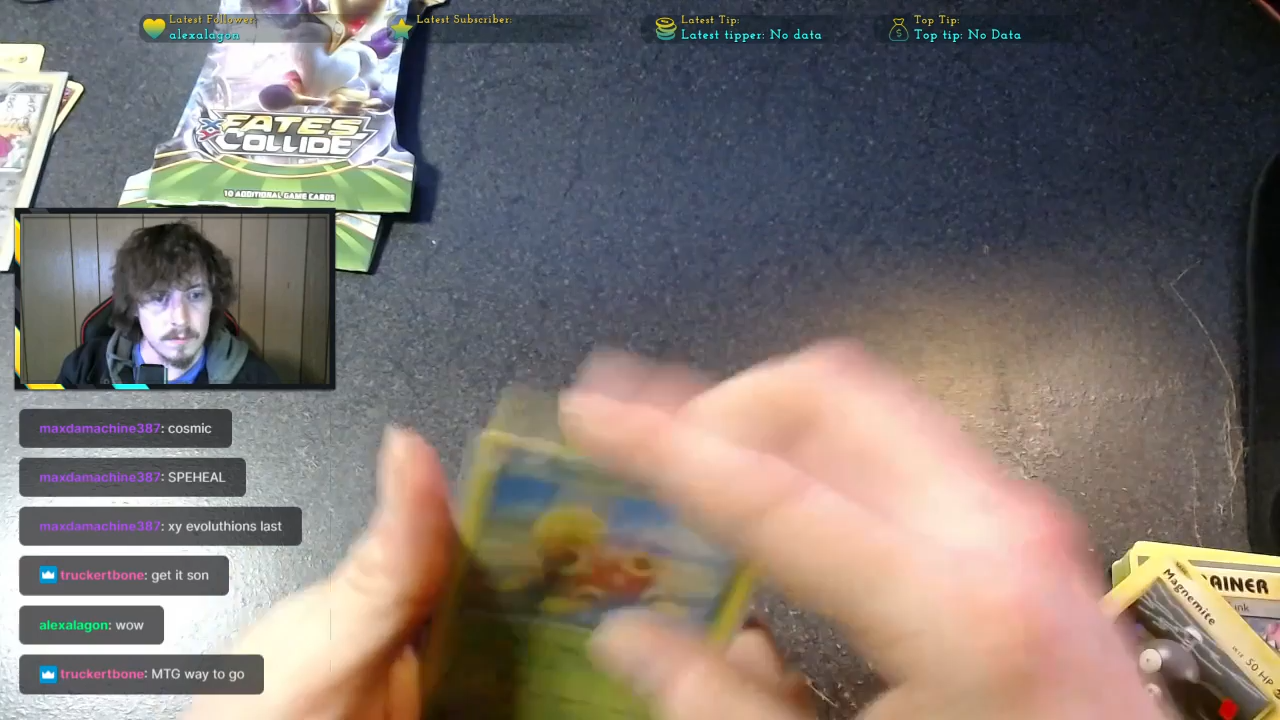 Latest Follower:
alexalagon
Latest Subscriber:
Latest Tip:
Latest tipper: No data
Top Tip:
Top tip: No Data
FATES
COLLIDE
10 ADDITIONAL GAME CARDS
maxdamachine387: cosmic
maxdamachine387: SPEHEAL
maxdamachine387: xy evoluthions last
truckertbone: get it son
alexalagon: wow
truckertbone: MTG way to go
Magnemite
50 HP